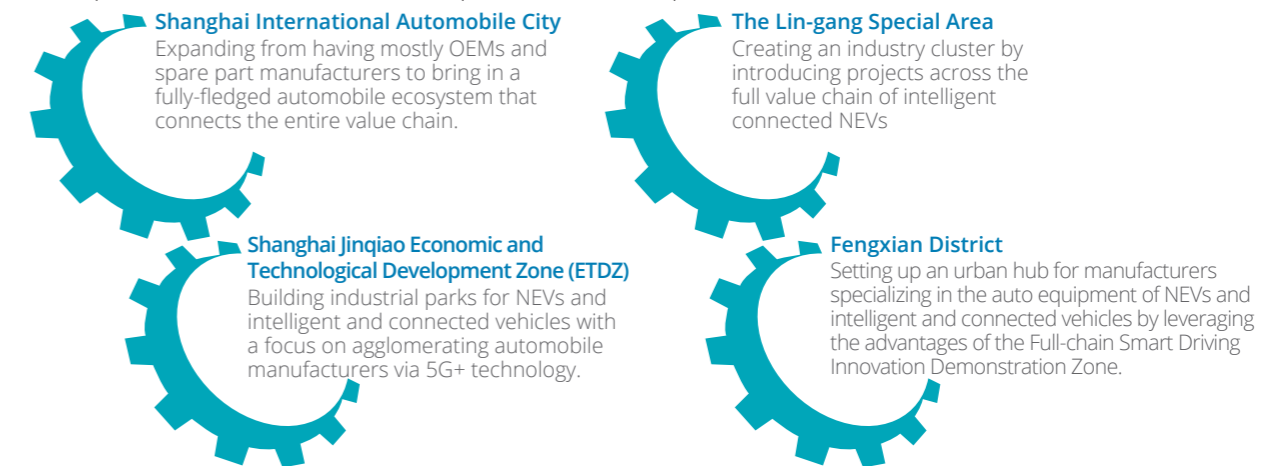 Shanghai International Automobile City
Expanding from having mostly OEMs and
spare part manufacturers to bring in a
fully-fledged automobile ecosystem that
connects the entire value chain.
The Lin-gang Special Area
Creating an industry cluster by
introducing projects across the
full value chain of intelligent
connected NEVs
Shanghai Jinqiao Economic and
Technological Development Zone (ETDZ)
Building industrial parks for NEVs and
intelligent and connected vehicles with
a focus on agglomerating automobile
manufacturers via 5G+ technology.
Fengxian District
Setting up an urban hub for manufacturers
specializing in the auto equipment of NEVs and
intelligent and connected vehicles by leveraging
the advantages of the Full-chain Smart Driving
Innovation Demonstration Zone.